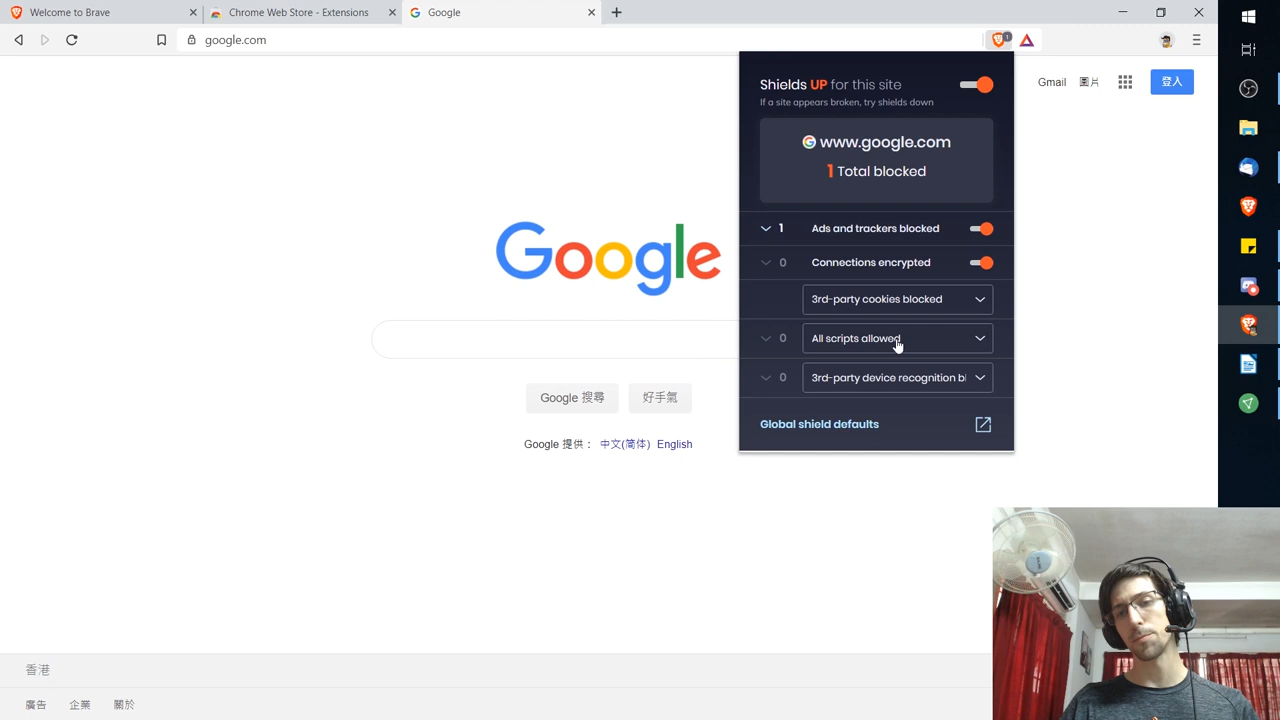 Welcome to Brave
Chrome Web Store - Extensions
Google
google.com
1
Gmail
圖片
登入
Shields UP for this site
If a site appears broken, try shields down
www.google.com
1 Total blocked
1 Ads and trackers blocked
0 Connections encrypted
3rd-party cookies blocked
0 All scripts allowed
0 3rd-party device recognition bl
Global shield defaults
Google
Google 搜尋
好手氣
Google 提供： 中文(简体) English
香港
廣告 企業 關於